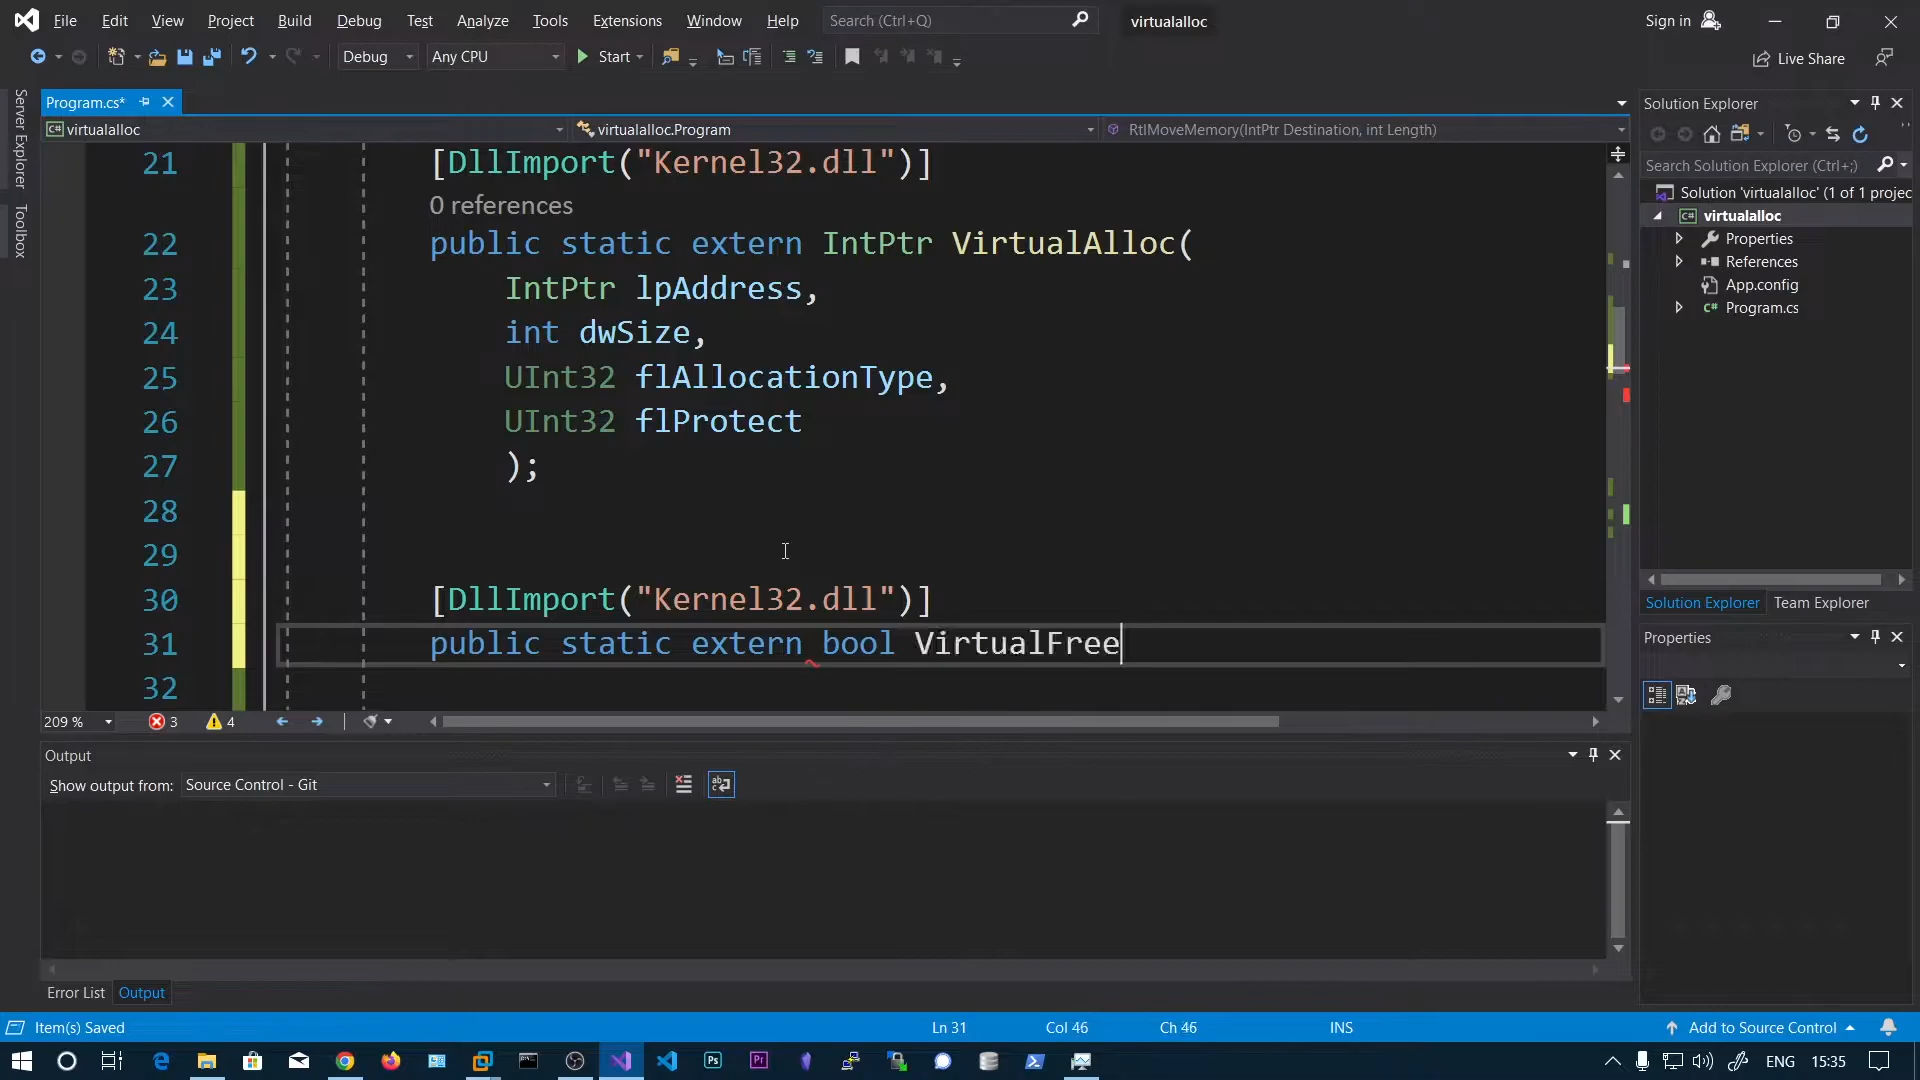 File Edit View Project Build Debug Test Analyze Tools Extensions Window Help Search (Ctrl+Q) virtualalloc Sign in
Debug Any CPU Start Live Share
Server Explorer
Toolbox
Program.cs*
virtualalloc virtualalloc.Program RtlMoveMemory(IntPtr Destination, int Length)
21 [DllImport("Kernel32.dll")]
0 references
22 public static extern IntPtr VirtualAlloc(
23 IntPtr lpAddress,
24 int dwSize,
25 UInt32 flAllocationType,
26 UInt32 flProtect
27 );
28
29
30 [DllImport("Kernel32.dll")]
31 public static extern bool VirtualFree
32
209 % 3 4
Output
Show output from: Source Control - Git
Error List Output
Solution Explorer
Search Solution Explorer (Ctrl+;)
Solution 'virtualalloc' (1 of 1 projec
C# virtualalloc
Properties
References
App.config
C# Program.cs
Solution Explorer Team Explorer
Properties
Item(s) Saved Ln 31 Col 46 Ch 46 INS Add to Source Control
Ps Pr ENG 15:35